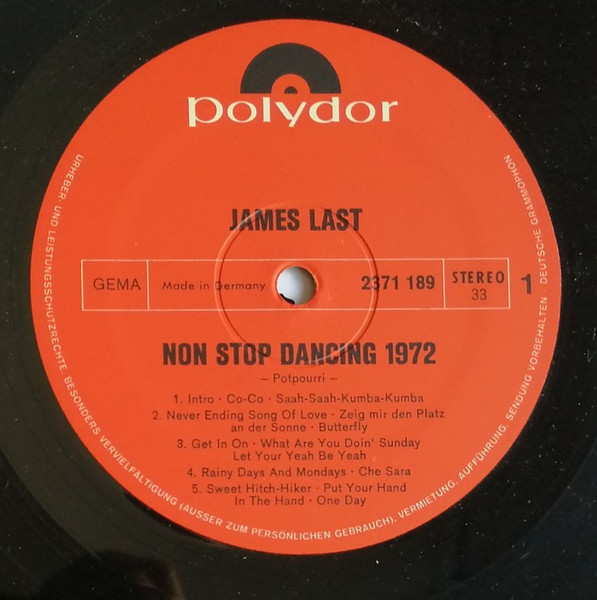 polydor
JAMES LAST
GEMA
Made in Germany
2371 189
STEREO
33
1
NON STOP DANCING 1972
– Potpourri –
1. Intro · Co-Co · Saah-Saah-Kumba-Kumba
2. Never Ending Song Of Love · Zeig mir den Platz
an der Sonne · Butterfly
3. Get In On · What Are You Doin' Sunday
Let Your Yeah Be Yeah
4. Rainy Days And Mondays · Che Sara
5. Sweet Hitch-Hiker · Put Your Hand
In The Hand · One Day
URHEBER- UND LEISTUNGSSCHUTZRECHTE. BESONDERS VERVIELFÄLTIGUNG (AUSSER ZUM PERSÖNLICHEN GEBRAUCH), VERMIETUNG, AUFFÜHRUNG, SENDUNG VORBEHALTEN · DEUTSCHE GRAMMOPHON